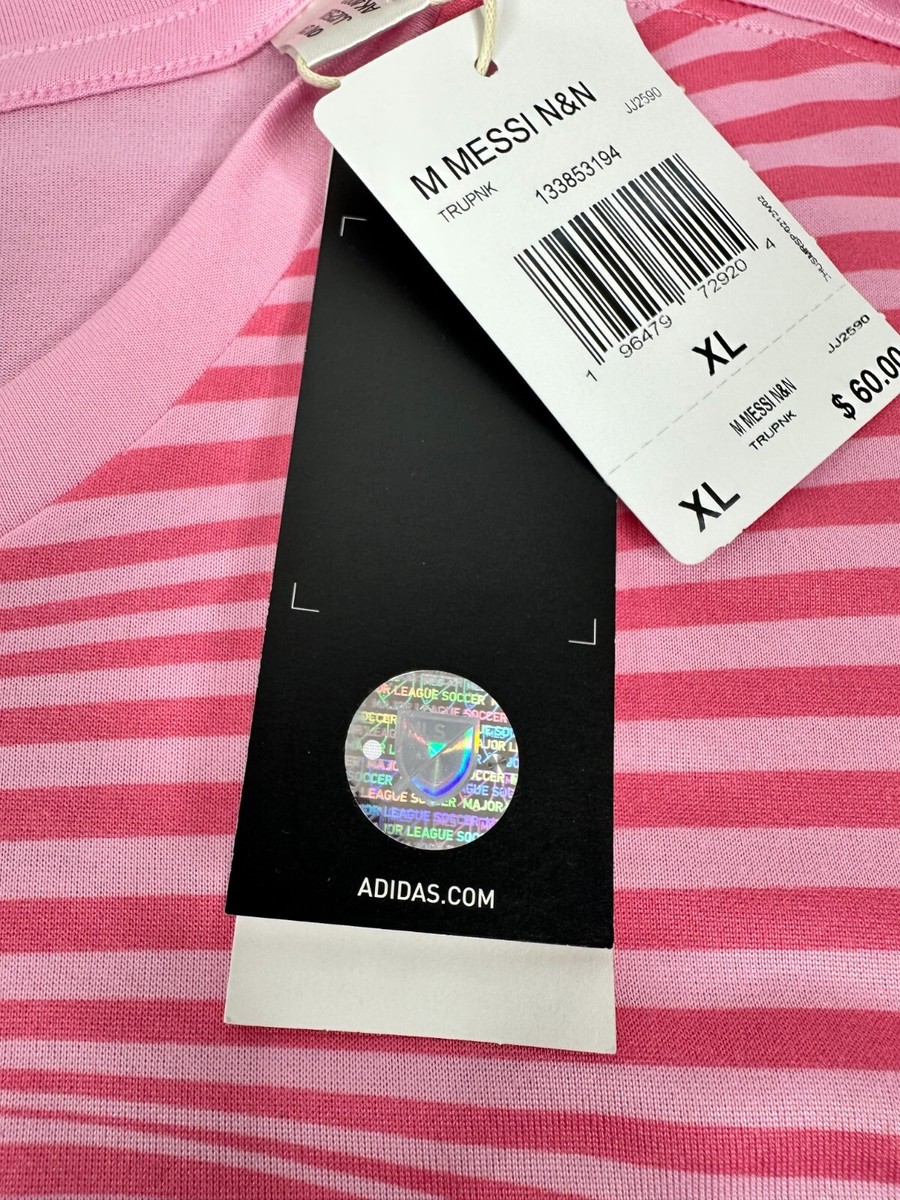 M MESSI N&N
JJ2590
TRUPNK
133853194
1 96479 72920 4
XL
JJ2590
M MESSI N&N
TRUPNK
$ 60.00
XL
MAJOR LEAGUE SOCCER
ADIDAS.COM